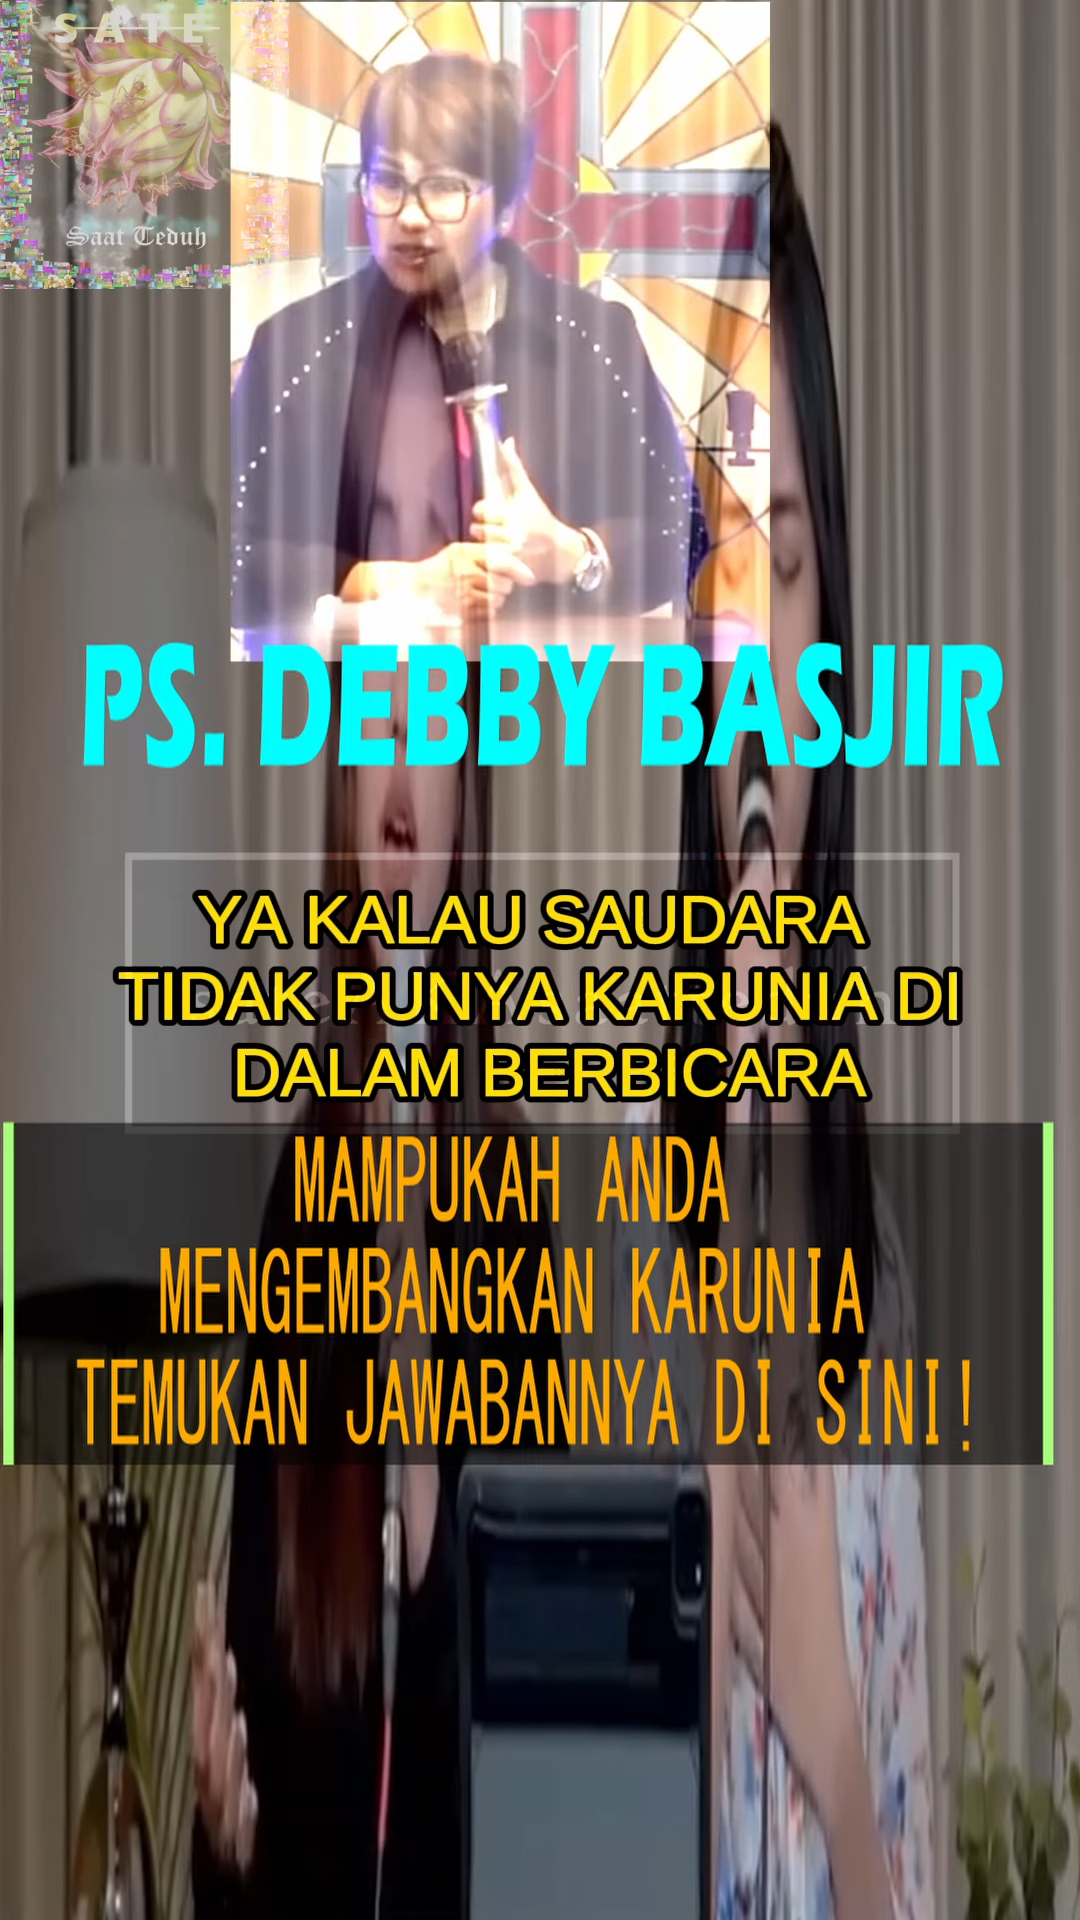 SATE
Saat Teduh
PS. DEBBY BASJIR
YA KALAU SAUDARA
TIDAK PUNYA KARUNIA DI
DALAM BERBICARA
MAMPUKAH ANDA
MENGEMBANGKAN KARUNIA
TEMUKAN JAWABANNYA DI SINI!